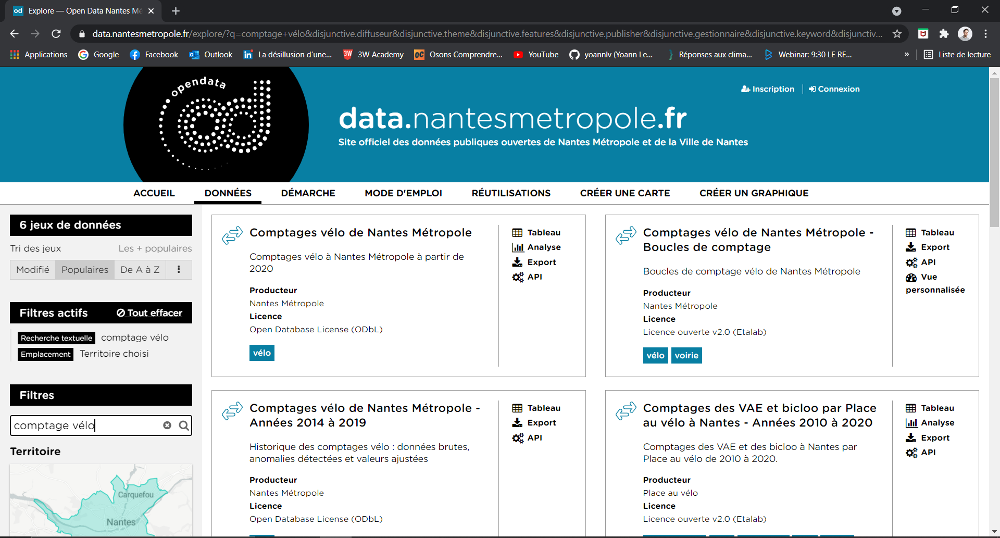 od
Explore — Open Data Nantes Mé
data.nantesmetropole.fr/explore/?q=comptage+vélo&disjunctive.diffuseur&disjunctive.theme&disjunctive.features&disjunctive.publisher&disjunctive.gestionnaire&disjunctive.keyword&disjunctiv...
Applications
Google
Facebook
Outlook
La désillusion d'une...
3W Academy
Osons Comprendre...
YouTube
yoannlv (Yoann Le...
Réponses aux clima...
Webinar: 9:30 LE RE...
»
Liste de lecture
opendata
od
Inscription
Connexion
data.nantesmetropole.fr
Site officiel des données publiques ouvertes de Nantes Métropole et de la Ville de Nantes
ACCUEIL
DONNÉES
DÉMARCHE
MODE D'EMPLOI
RÉUTILISATIONS
CRÉER UNE CARTE
CRÉER UN GRAPHIQUE
6 jeux de données
Tri des jeux
Les + populaires
Modifié
Populaires
De A à Z
Filtres actifs
Tout effacer
Recherche textuelle
comptage vélo
Emplacement
Territoire choisi
Filtres
comptage vélo
Territoire
Carquefou
Nantes
Comptages vélo de Nantes Métropole
Comptages vélo à Nantes Métropole à partir de
2020
Producteur
Nantes Métropole
Licence
Open Database License (ODbL)
vélo
Tableau
Analyse
Export
API
Comptages vélo de Nantes Métropole -
Boucles de comptage
Boucles de comptage vélo de Nantes Métropole
Producteur
Nantes Métropole
Licence
Licence ouverte v2.0 (Etalab)
vélo
voirie
Tableau
Export
API
Vue
personnalisée
Comptages vélo de Nantes Métropole -
Années 2014 à 2019
Historique des comptages vélo : données brutes,
anomalies détectées et valeurs ajustées
Producteur
Nantes Métropole
Licence
Open Database License (ODbL)
Tableau
Export
API
Comptages des VAE et bicloo par Place
au vélo à Nantes - Années 2010 à 2020
Comptages des VAE et des bicloo à Nantes par
Place au vélo de 2010 à 2020.
Producteur
Place au vélo
Licence
Licence ouverte v2.0 (Etalab)
Tableau
Analyse
Export
API